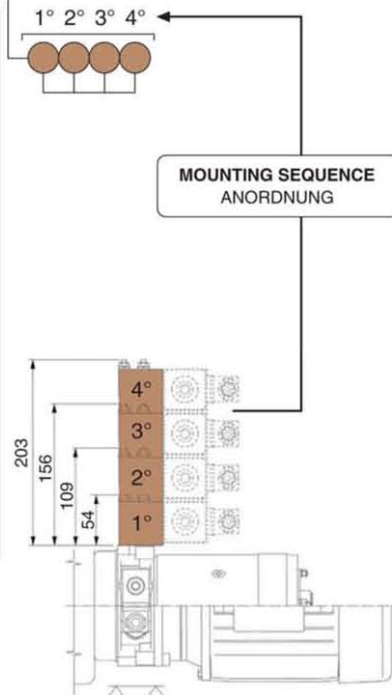 1° 2° 3° 4°
MOUNTING SEQUENCE
ANORDNUNG
4°
3°
2°
1°
203
156
109
54